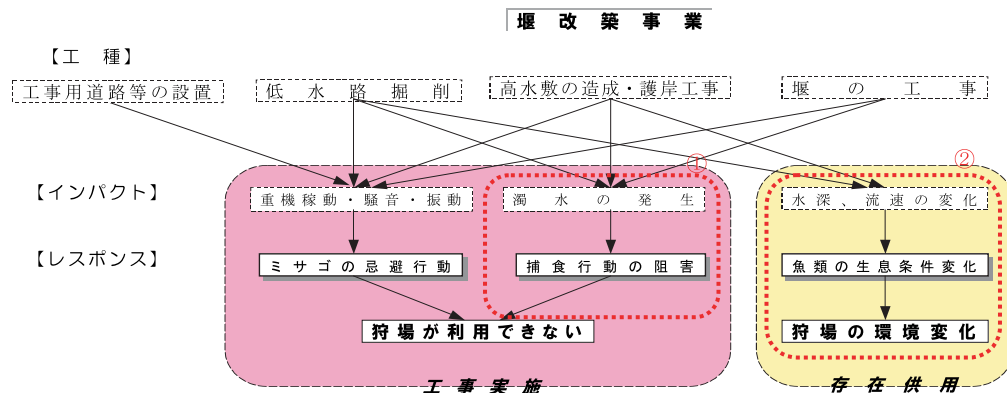 堰改築事業
【工　種】
工事用道路等の設置
低水路掘削
高水敷の造成・護岸工事
堰の工事
①
②
【インパクト】
重機稼動・騒音・振動
濁水の発生
水深、流速の変化
【レスポンス】
ミサゴの忌避行動
捕食行動の阻害
魚類の生息条件変化
狩場が利用できない
狩場の環境変化
工事実施
存在供用